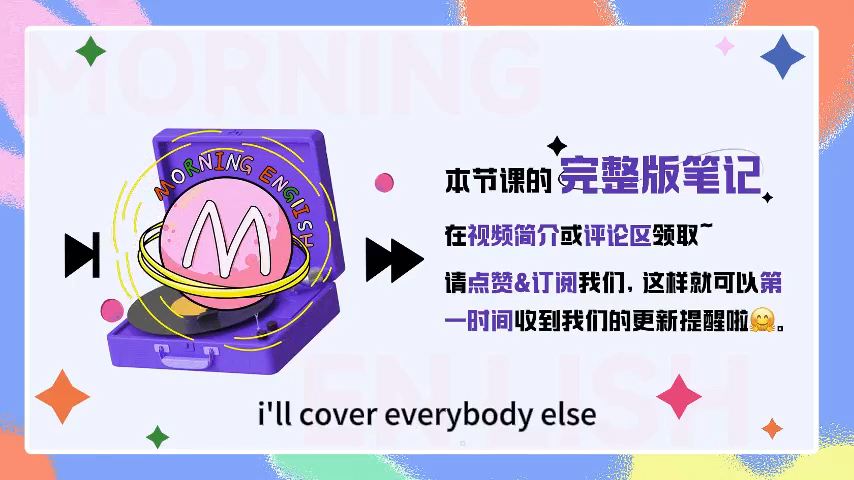 MORNING
MORNING ENGLISH
M
本节课的 完整版笔记
在视频简介或评论区领取~
请点赞&订阅我们, 这样就可以第
一时间收到我们的更新提醒啦🤗。
EN LISH
i'll cover everybody else